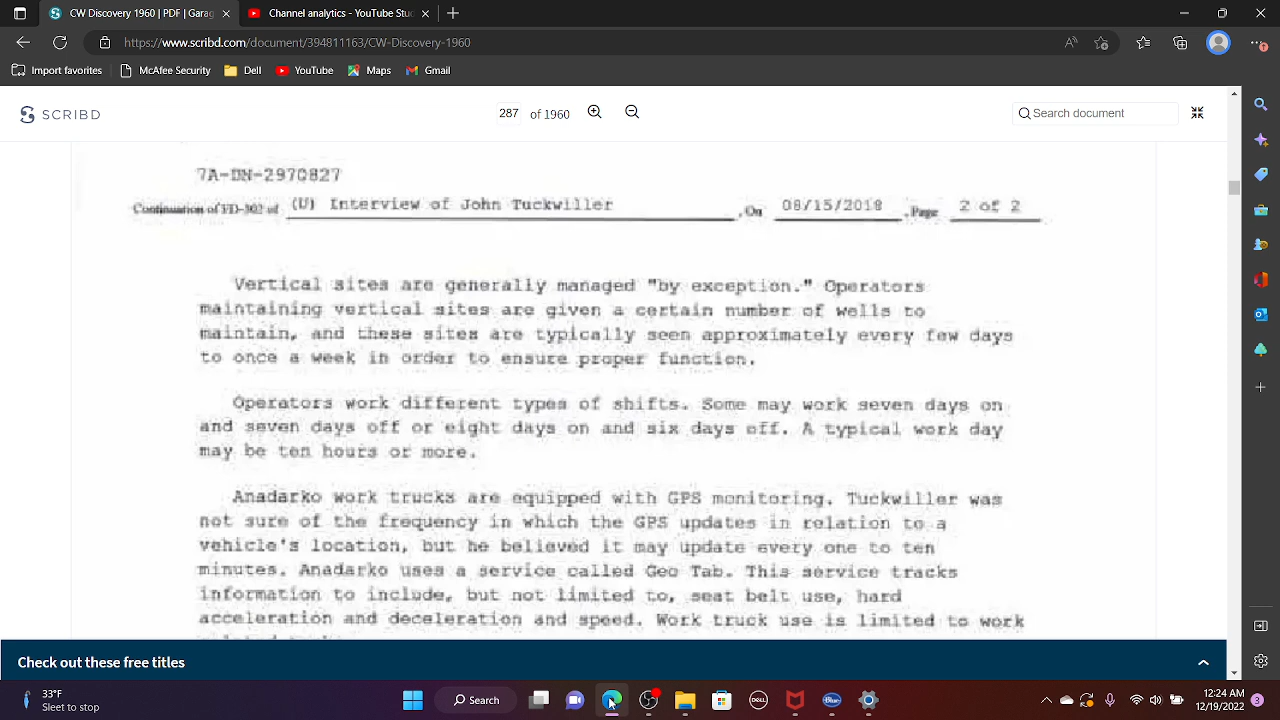 CW Discovery 1960 | PDF | Garag
Channel analytics - YouTube Stu
https://www.scribd.com/document/394811163/CW-Discovery-1960
Import favorites
McAfee Security
Dell
YouTube
Maps
Gmail
SCRIBD
287 of 1960
Search document
7A-DN-2970827
Continuation of FD-302 of (U) Interview of John Tuckwiller , On 08/15/2018 , Page 2 of 2
Vertical sites are generally managed "by exception." Operators
maintaining vertical sites are given a certain number of wells to
maintain, and these sites are typically seen approximately every few days
to once a week in order to ensure proper function.
Operators work different types of shifts. Some may work seven days on
and seven days off or eight days on and six days off. A typical work day
may be ten hours or more.
Anadarko work trucks are equipped with GPS monitoring. Tuckwiller was
not sure of the frequency in which the GPS updates in relation to a
vehicle's location, but he believed it may update every one to ten
minutes. Anadarko uses a service called Geo Tab. This service tracks
information to include, but not limited to, seat belt use, hard
acceleration and deceleration and speed. Work truck use is limited to work
Check out these free titles
33°F
Sleet to stop
Search
DELL
Blue
12:24 AM
12/19/2022
3